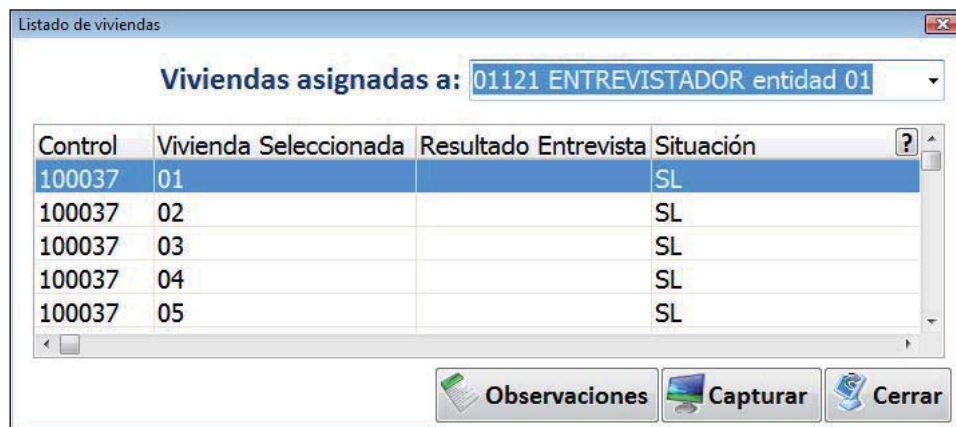 Listado de viviendas
Viviendas asignadas a: 01121 ENTREVISTADOR entidad 01
Control Vivienda Seleccionada Resultado Entrevista Situación ?
100037 01 SL
100037 02 SL
100037 03 SL
100037 04 SL
100037 05 SL
Observaciones Capturar Cerrar